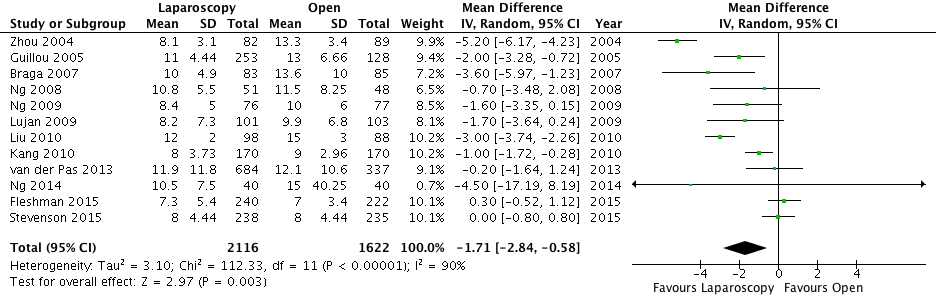 Laparoscopy Open Mean Difference Mean Difference
Study or Subgroup Mean SD Total Mean SD Total Weight IV, Random, 95% CI Year IV, Random, 95% CI
Zhou 2004 8.1 3.1 82 13.3 3.4 89 9.9% -5.20 [-6.17, -4.23] 2004
Guillou 2005 11 4.44 253 13 6.66 128 9.4% -2.00 [-3.28, -0.72] 2005
Braga 2007 10 4.9 83 13.6 10 85 7.2% -3.60 [-5.97, -1.23] 2007
Ng 2008 10.8 5.5 51 11.5 8.25 48 6.5% -0.70 [-3.48, 2.08] 2008
Ng 2009 8.4 5 76 10 6 77 8.5% -1.60 [-3.35, 0.15] 2009
Lujan 2009 8.2 7.3 101 9.9 6.8 103 8.2% -1.70 [-3.64, 0.24] 2009
Liu 2010 12 2 98 15 3 88 10.2% -3.00 [-3.74, -2.26] 2010
Kang 2010 8 3.73 170 9 2.96 170 10.2% -1.00 [-1.72, -0.28] 2010
van der Pas 2013 11.9 11.8 684 12.1 10.6 337 9.1% -0.20 [-1.64, 1.24] 2013
Ng 2014 10.5 7.5 40 15 40.25 40 0.7% -4.50 [-17.19, 8.19] 2014
Fleshman 2015 7.3 5.4 240 7 3.4 222 10.1% 0.30 [-0.52, 1.12] 2015
Stevenson 2015 8 4.44 238 8 4.44 235 10.1% 0.00 [-0.80, 0.80] 2015
Total (95% CI) 2116 1622 100.0% -1.71 [-2.84, -0.58]
Heterogeneity: Tau² = 3.10; Chi² = 112.33, df = 11 (P < 0.00001); I² = 90%
Test for overall effect: Z = 2.97 (P = 0.003)
-4 -2 0 2 4
Favours Laparoscopy Favours Open